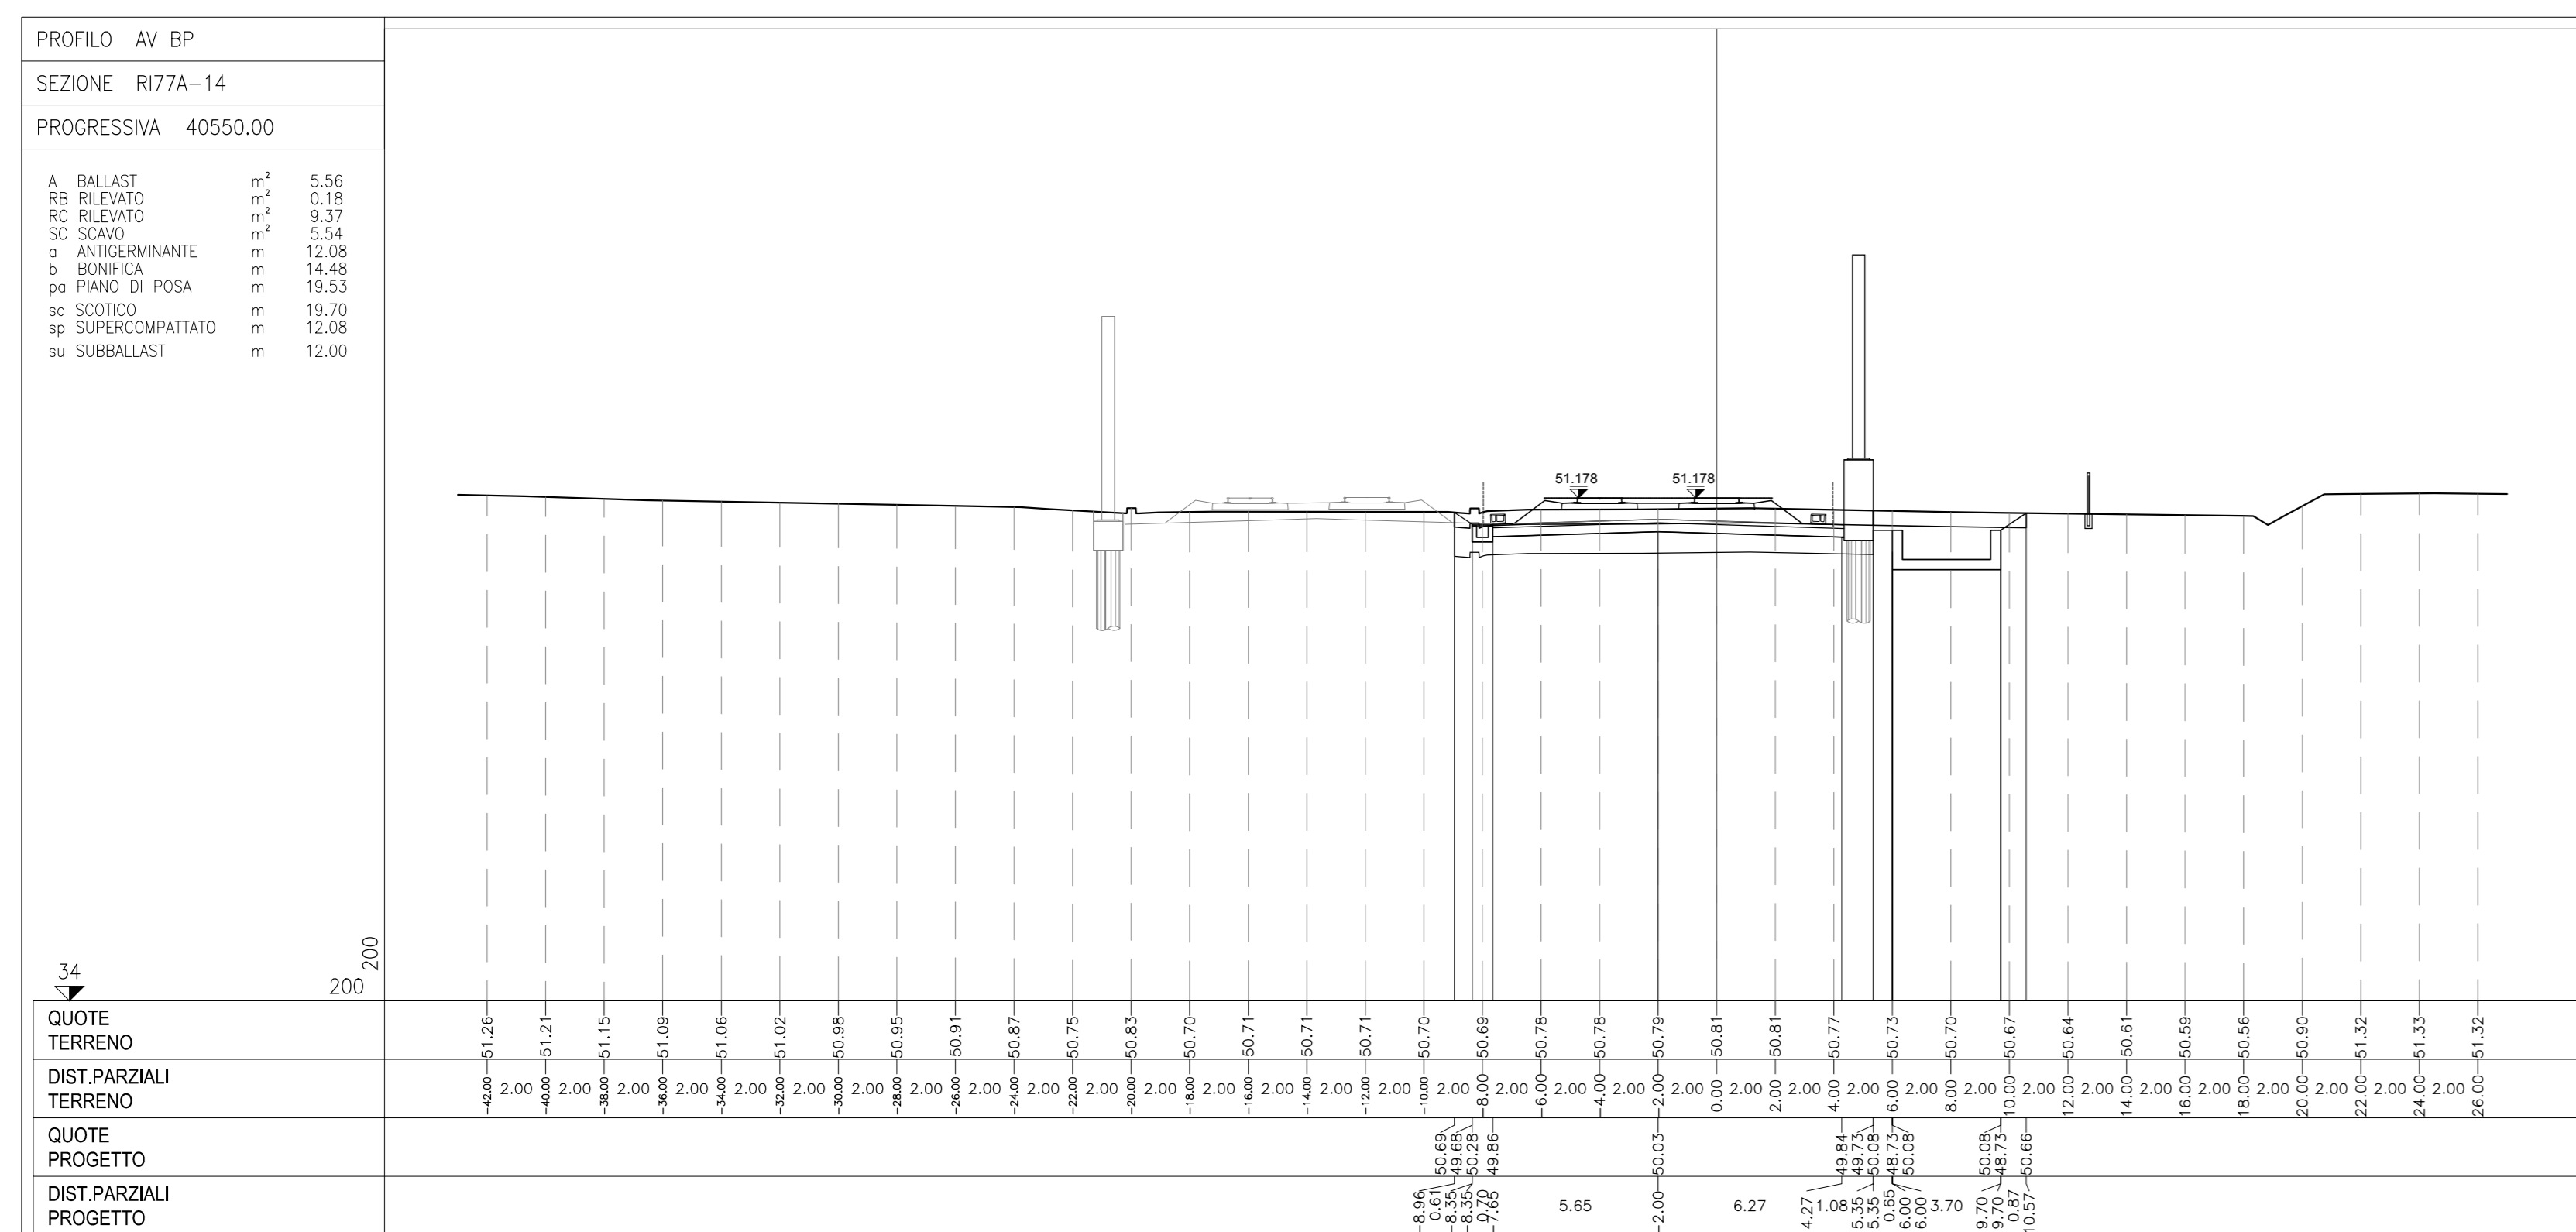 PROFILO AV BP
SEZIONE RI77A-14
PROGRESSIVA 40550.00
A BALLAST m² 5.56
RB RILEVATO m² 0.18
RC RILEVATO m² 9.37
SC SCAVO m² 5.54
a ANTIGERMINANTE m 12.08
b BONIFICA m 14.48
pa PIANO DI POSA m 19.53
sc SCOTICO m 19.70
sp SUPERCOMPATTATO m 12.08
su SUBBALLAST m 12.00
51.178 51.178
34 200 200
QUOTE
TERRENO
51.26 51.21 51.15 51.09 51.06 51.02 50.98 50.95 50.91 50.87 50.75 50.83 50.70 50.71 50.71 50.71 50.70 50.69 50.78 50.78 50.79 50.81 50.81 50.77 50.73 50.70 50.67 50.64 50.61 50.59 50.56 50.90 51.32 51.33 51.32
DIST.PARZIALI
TERRENO
-42.00 2.00 -40.00 2.00 -38.00 2.00 -36.00 2.00 -34.00 2.00 -32.00 2.00 -30.00 2.00 -28.00 2.00 -26.00 2.00 -24.00 2.00 -22.00 2.00 -20.00 2.00 -18.00 2.00 -16.00 2.00 -14.00 2.00 -12.00 2.00 -10.00 2.00 -8.00 2.00 -6.00 2.00 -4.00 2.00 -2.00 2.00 0.00 2.00 2.00 2.00 4.00 2.00 6.00 2.00 8.00 2.00 10.00 2.00 12.00 2.00 14.00 2.00 16.00 2.00 18.00 2.00 20.00 2.00 22.00 2.00 24.00 2.00 26.00
QUOTE
PROGETTO
50.69 49.68 50.28 49.86 50.03 49.84 49.73 50.08 48.73 50.08 50.08 48.73 50.66
DIST.PARZIALI
PROGETTO
-8.96 0.61 -8.35 -8.35 0.70 -7.65 5.65 -2.00 6.27 4.27 1.08 5.35 5.35 0.65 6.00 6.00 3.70 9.70 9.70 0.87 10.57